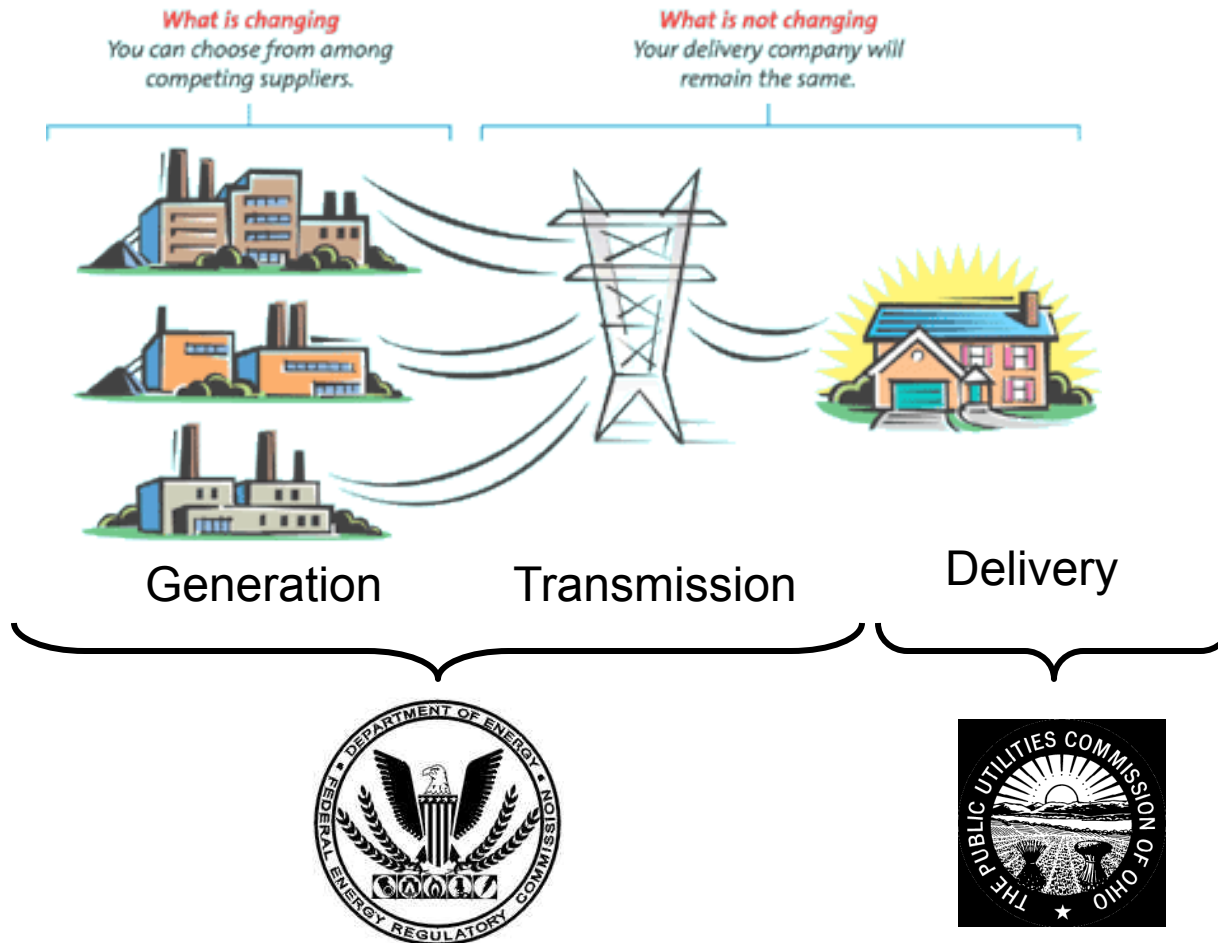 What is changing
You can choose from among
competing suppliers.
What is not changing
Your delivery company will
remain the same.
Generation
Transmission
Delivery
DEPARTMENT OF ENERGY
FEDERAL ENERGY REGULATORY COMMISSION
THE PUBLIC UTILITIES COMMISSION OF OHIO